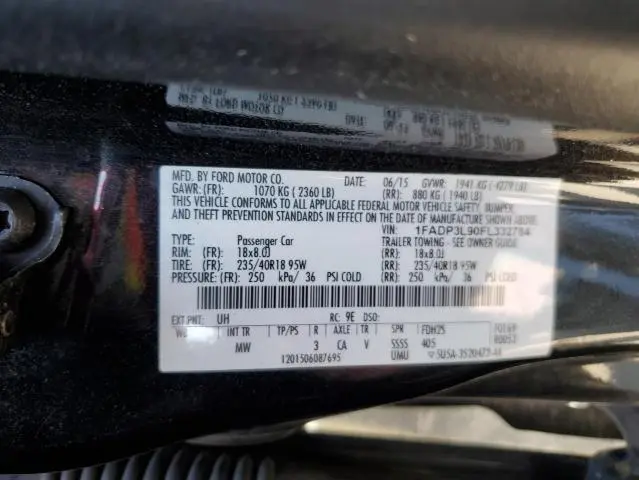 MFD. BY FORD MOTOR CO. DATE: 06/15 GVWR: 1941 KG ( 4279 LB)
GAWR: (FR): 1070 KG ( 2360 LB) (RR): 880 KG ( 1940 LB)
THIS VEHICLE CONFORMS TO ALL APPLICABLE FEDERAL MOTOR VEHICLE SAFETY, BUMPER,
AND THEFT PREVENTION STANDARDS IN EFFECT ON THE DATE OF MANUFACTURE SHOWN ABOVE.
VIN: 1FADP3L90FL332784
TYPE: Passenger Car TRAILER TOWING - SEE OWNER GUIDE
RIM: (FR): 18x8.0J (RR): 18x8.0J
TIRE: (FR): 235/40R18 95W (RR): 235/40R18 95W
PRESSURE: (FR): 250 kPa/ 36 PSI COLD (RR): 250 kPa/ 36 PSI COLD
EXT PNT: UH RC: 9E DSO:
INT TR TP/PS R AXLE TR SPR FDH25
MW 3 CA V SSSS 405
1201506087695 UMU